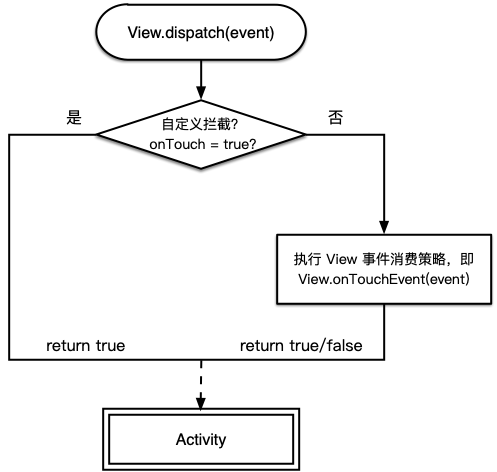 View.dispatch(event)
是
自定义拦截?
onTouch = true?
否
执行 View 事件消费策略，即
View.onTouchEvent(event)
return true
return true/false
Activity